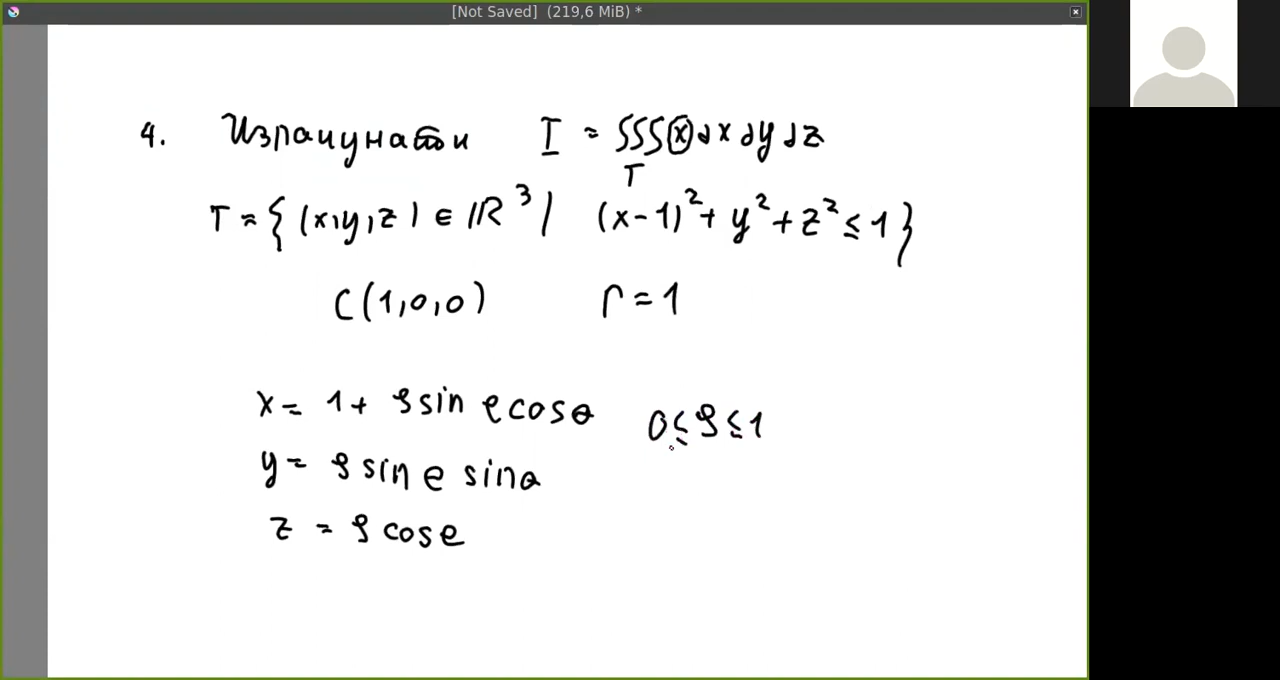 [Not Saved] (219,6 MiB) *
4. Израчунати I = ∫∫∫ x dx dy dz
T
T = { (x,y,z) ∈ ℝ³ | (x-1)² + y² + z² ≤ 1 }
C(1,0,0) r = 1
x = 1 + ρ sin φ cos θ 0 ≤ ρ ≤ 1
y = ρ sin φ sin θ
z = ρ cos φ